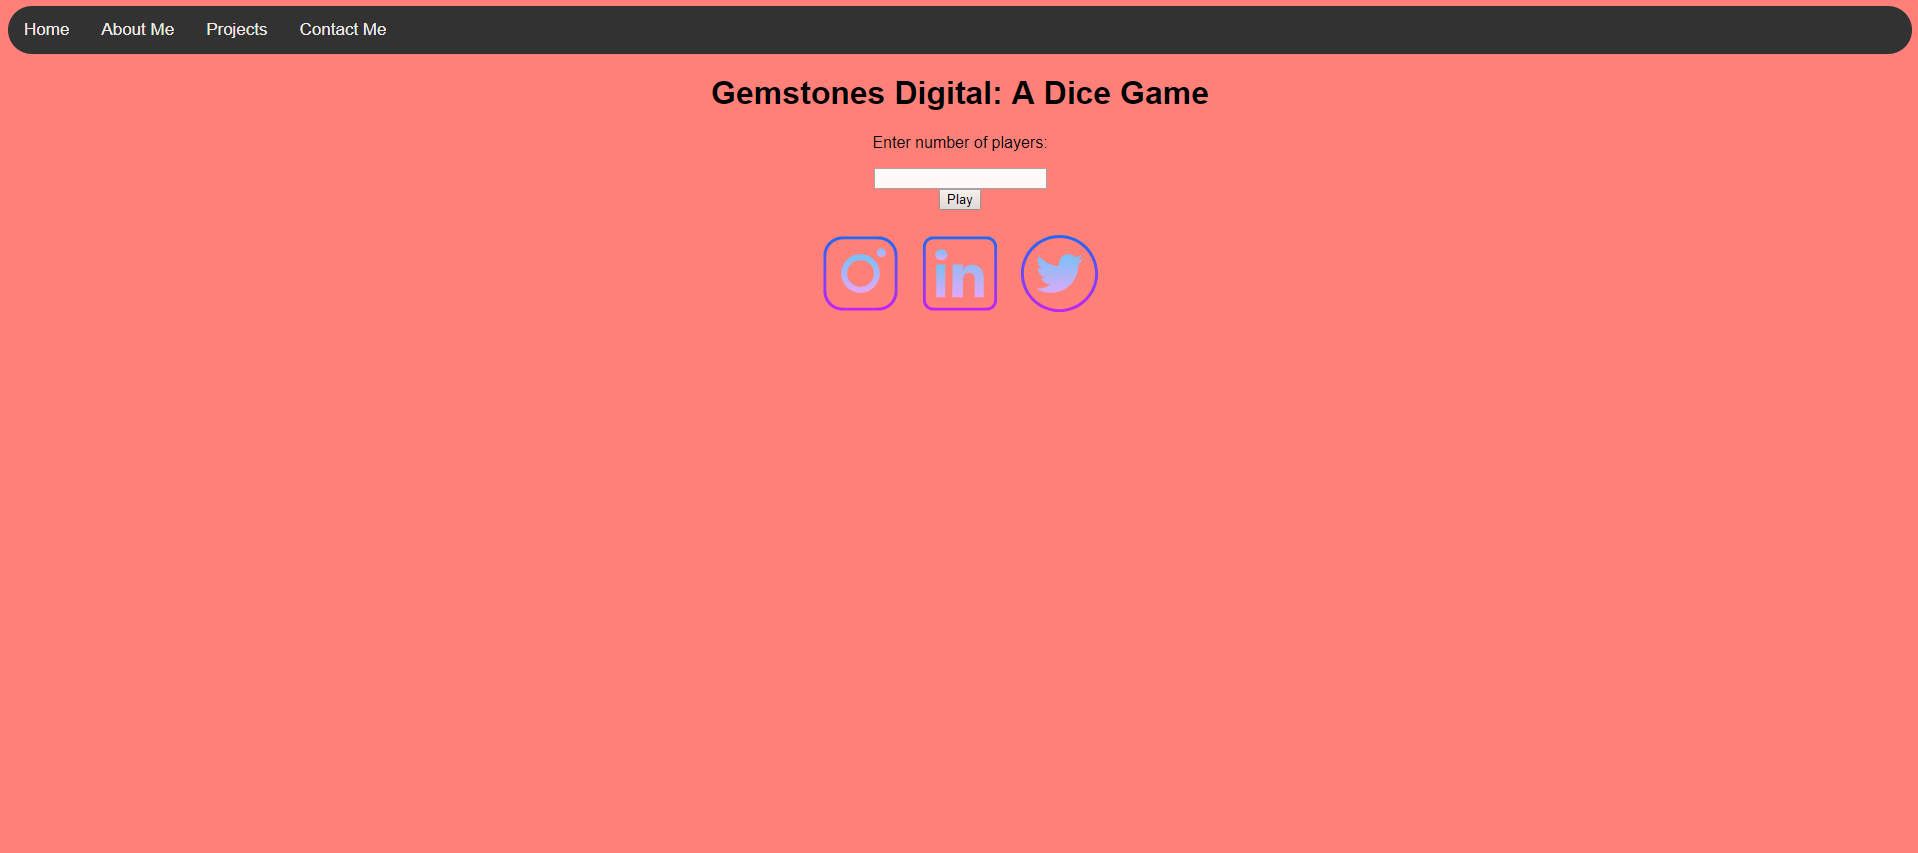 Home About Me Projects Contact Me
Gemstones Digital: A Dice Game
Enter number of players:
Play
in